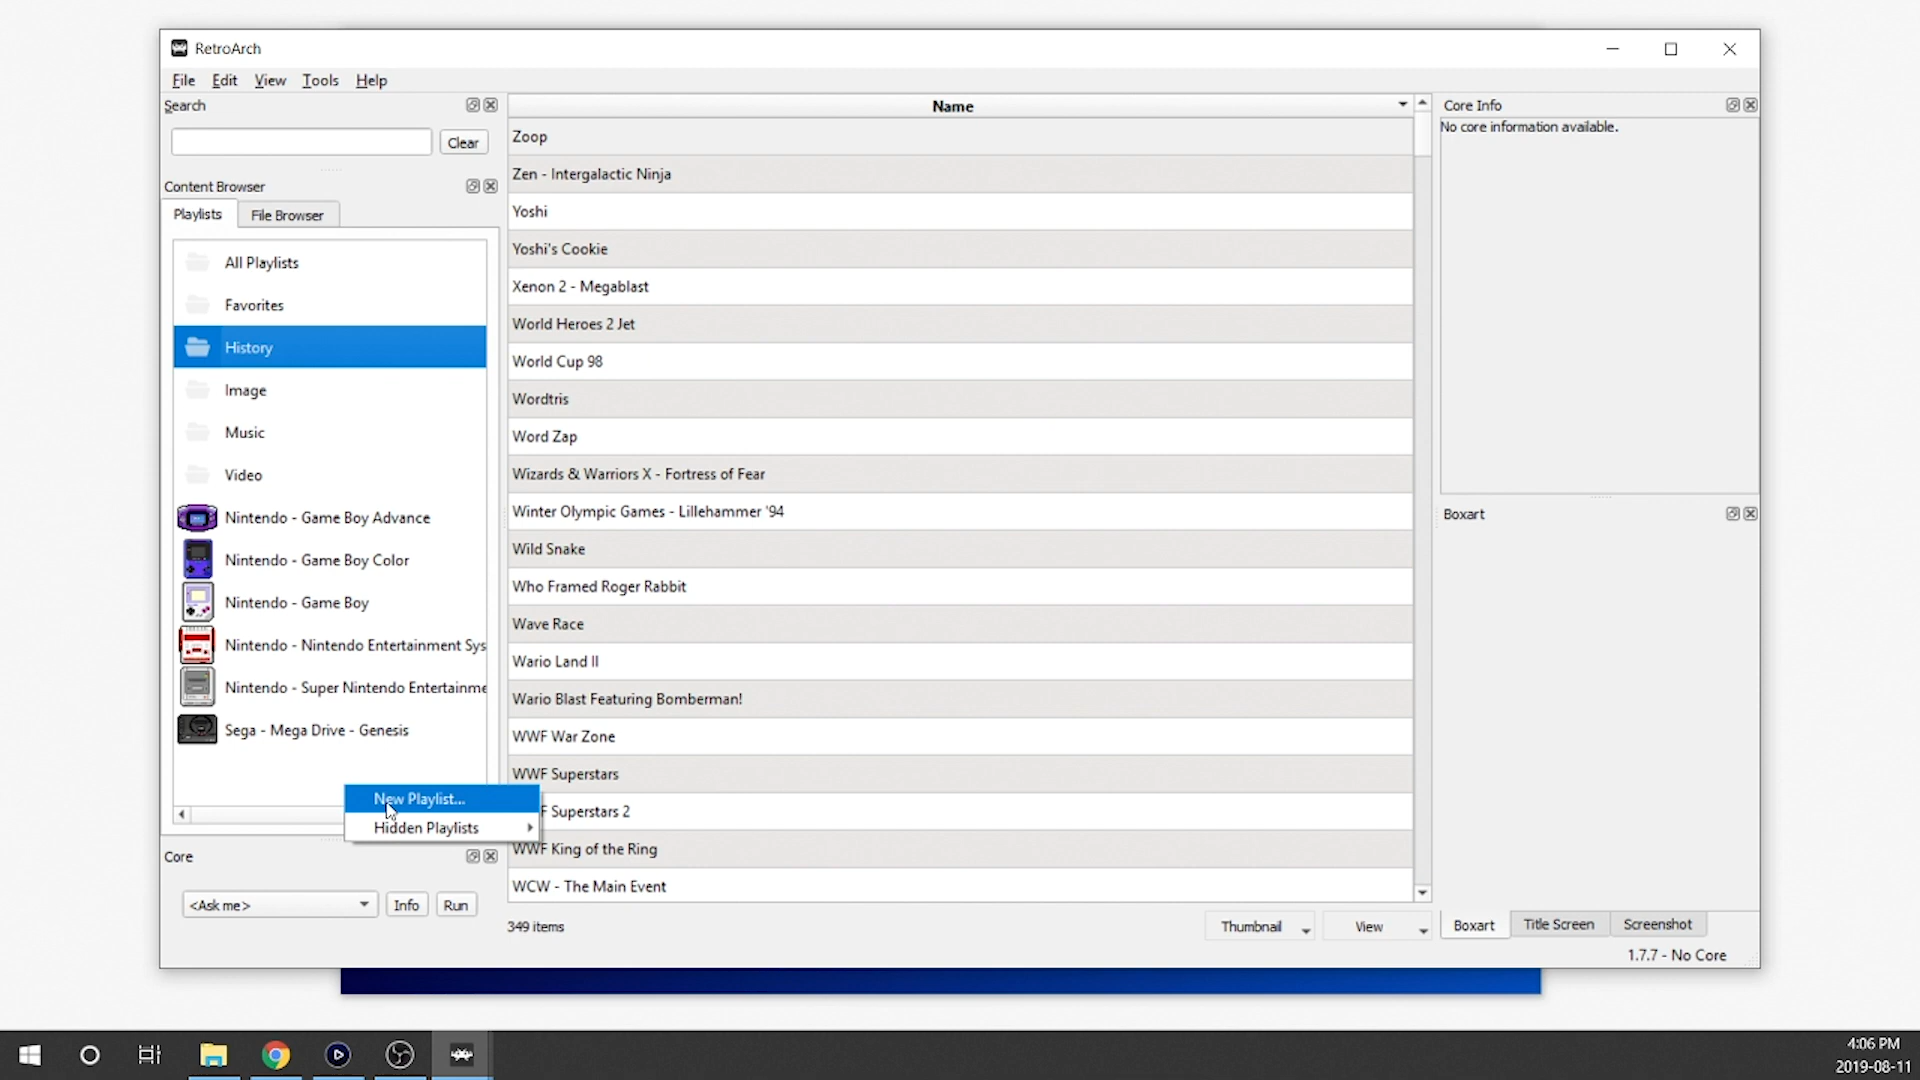 RetroArch
File Edit View Tools Help
Search
Clear
Content Browser
Playlists File Browser
All Playlists
Favorites
History
Image
Music
Video
Nintendo - Game Boy Advance
Nintendo - Game Boy Color
Nintendo - Game Boy
Nintendo - Nintendo Entertainment Sys
Nintendo - Super Nintendo Entertainme
Sega - Mega Drive - Genesis
New Playlist...
Hidden Playlists
Core
<Ask me> Info Run
Name
Zoop
Zen - Intergalactic Ninja
Yoshi
Yoshi's Cookie
Xenon 2 - Megablast
World Heroes 2 Jet
World Cup 98
Wordtris
Word Zap
Wizards & Warriors X - Fortress of Fear
Winter Olympic Games - Lillehammer '94
Wild Snake
Who Framed Roger Rabbit
Wave Race
Wario Land II
Wario Blast Featuring Bomberman!
WWF War Zone
WWF Superstars
F Superstars 2
WWF King of the Ring
WCW - The Main Event
349 items
Thumbnail View
Core Info
No core information available.
Boxart
Boxart Title Screen Screenshot
1.7.7 - No Core
4:06 PM
2019-08-11